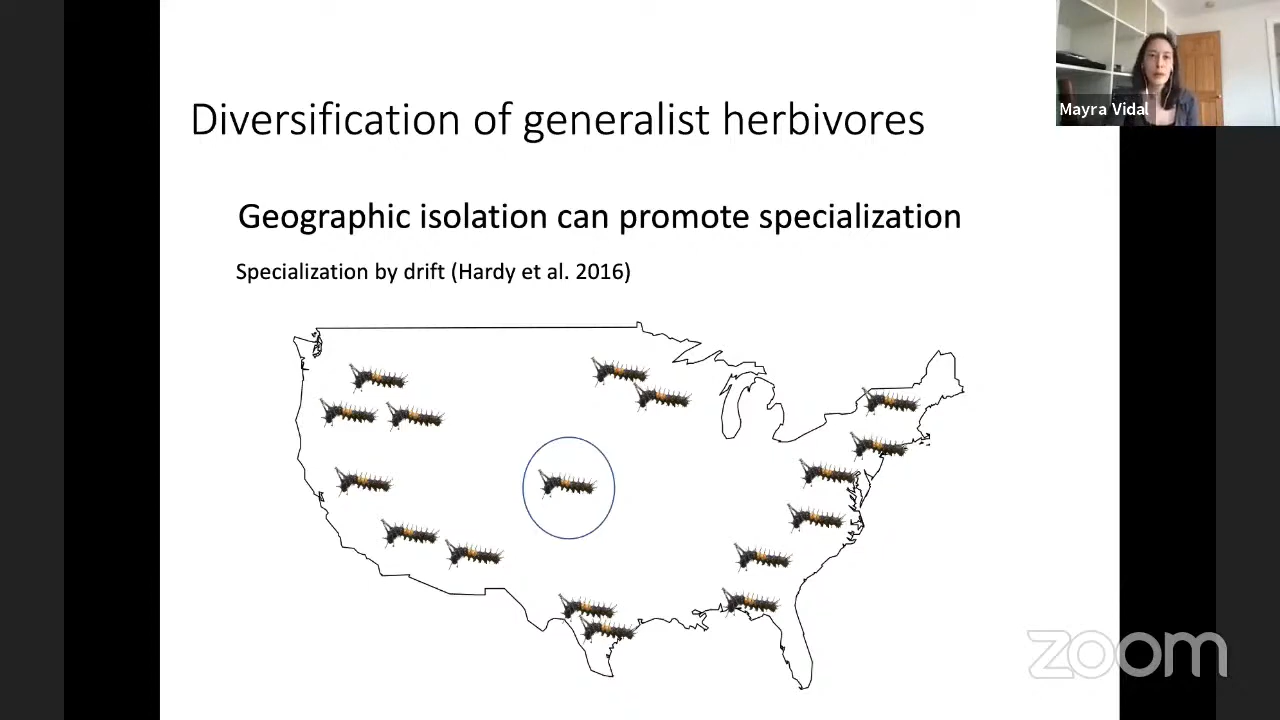 Diversification of generalist herbivores
Mayra Vidal
Geographic isolation can promote specialization
Specialization by drift (Hardy et al. 2016)
zoom